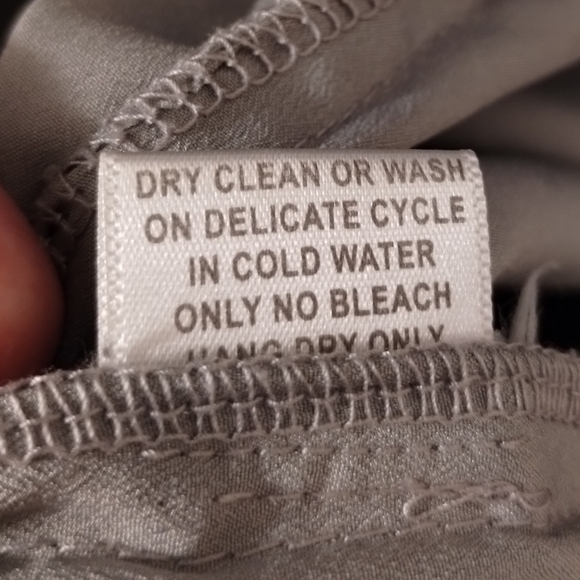 DRY CLEAN OR WASH
ON DELICATE CYCLE
IN COLD WATER
ONLY NO BLEACH
HANG DRY ONLY